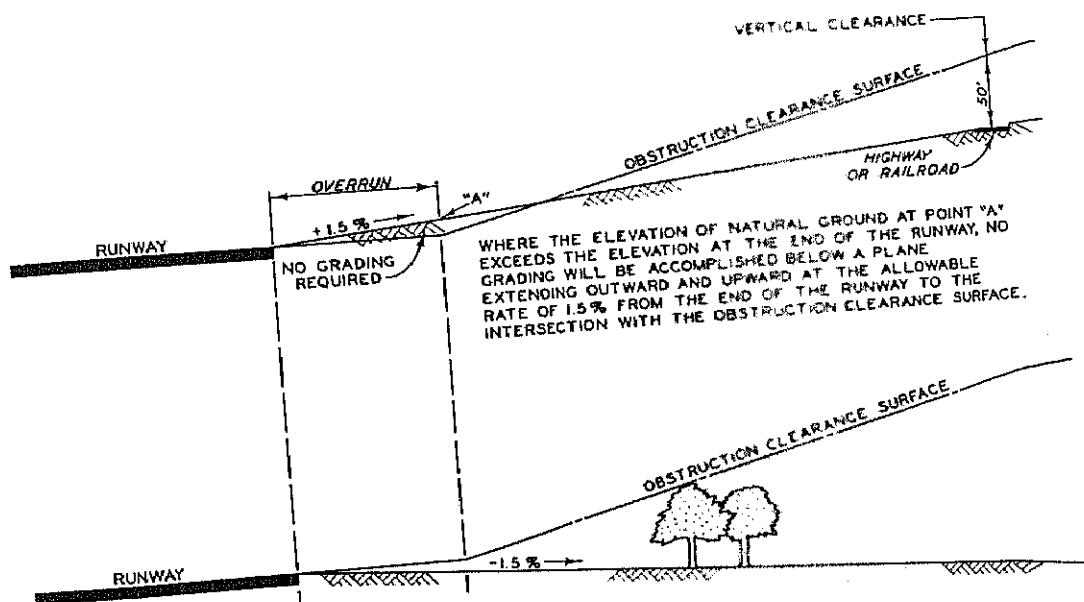 VERTICAL CLEARANCE
OBSTRUCTION CLEARANCE SURFACE
50'
HIGHWAY
OR RAILROAD
OVERRUN
"A"
+1.5 %
RUNWAY
NO GRADING
REQUIRED
WHERE THE ELEVATION OF NATURAL GROUND AT POINT "A"
EXCEEDS THE ELEVATION AT THE END OF THE RUNWAY, NO
GRADING WILL BE ACCOMPLISHED BELOW A PLANE
EXTENDING OUTWARD AND UPWARD AT THE ALLOWABLE
RATE OF 1.5 % FROM THE END OF THE RUNWAY TO THE
INTERSECTION WITH THE OBSTRUCTION CLEARANCE SURFACE.
OBSTRUCTION CLEARANCE SURFACE
-1.5 %
RUNWAY